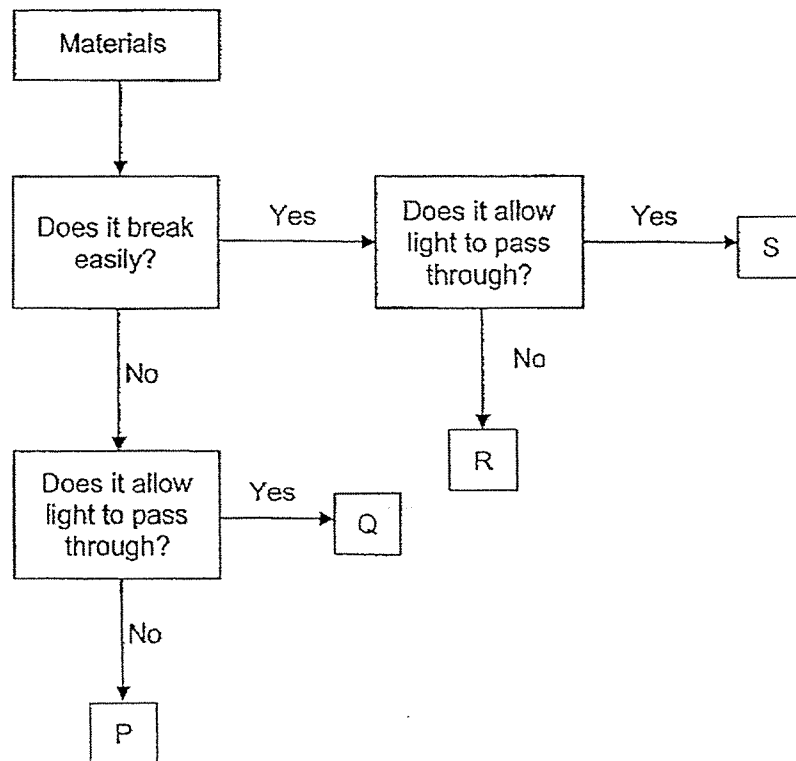 Materials
Does it break
easily?
Yes
Does it allow
light to pass
through?
Yes
S
No
No
R
Does it allow
light to pass
through?
Yes
Q
No
P